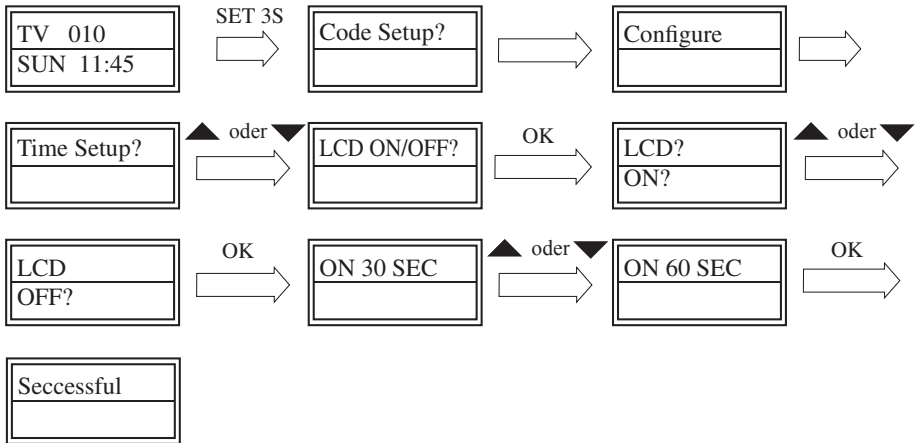 TV 010
SUN 11:45
SET 3S
Code Setup?
Configure
Time Setup?
oder
LCD ON/OFF?
OK
LCD?
ON?
oder
LCD
OFF?
OK
ON 30 SEC
oder
ON 60 SEC
OK
Seccessful